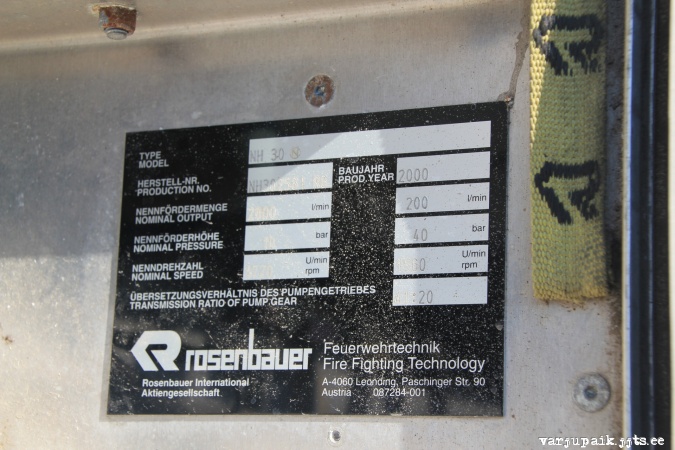 TYPE
MODEL NH 30
HERSTELL-NR. BAUJAHR-
PRODUCTION NO. PROD.YEAR 2000
NENNFÖRDERMENGE l/min 200 l/min
NOMINAL OUTPUT
NENNFÖRDERHÖHE bar 40 bar
NOMINAL PRESSURE
NENNDREHZAHL U/min U/min
NOMINAL SPEED rpm rpm
ÜBERSETZUNGSVERHÄLTNIS DES PUMPENGETRIEBES
TRANSMISSION RATIO OF PUMP.GEAR
rosenbauer
Feuerwehrtechnik
Fire Fighting Technology
Rosenbauer International
Aktiengesellschaft
A-4060 Leonding, Paschinger Str. 90
Austria 087284-001
varjupaik.jjts.ee